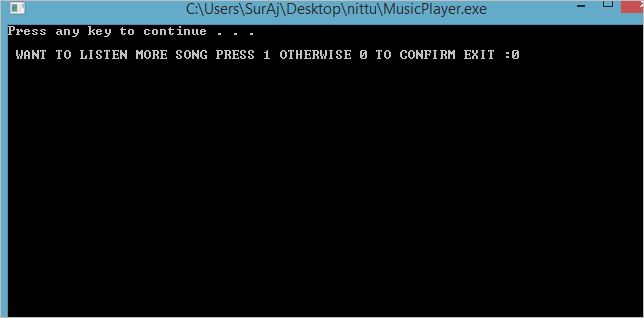 C:\Users\SurAj\Desktop\nittu\MusicPlayer.exe
Press any key to continue . . .
WANT TO LISTEN MORE SONG PRESS 1 OTHERWISE 0 TO CONFIRM EXIT :0